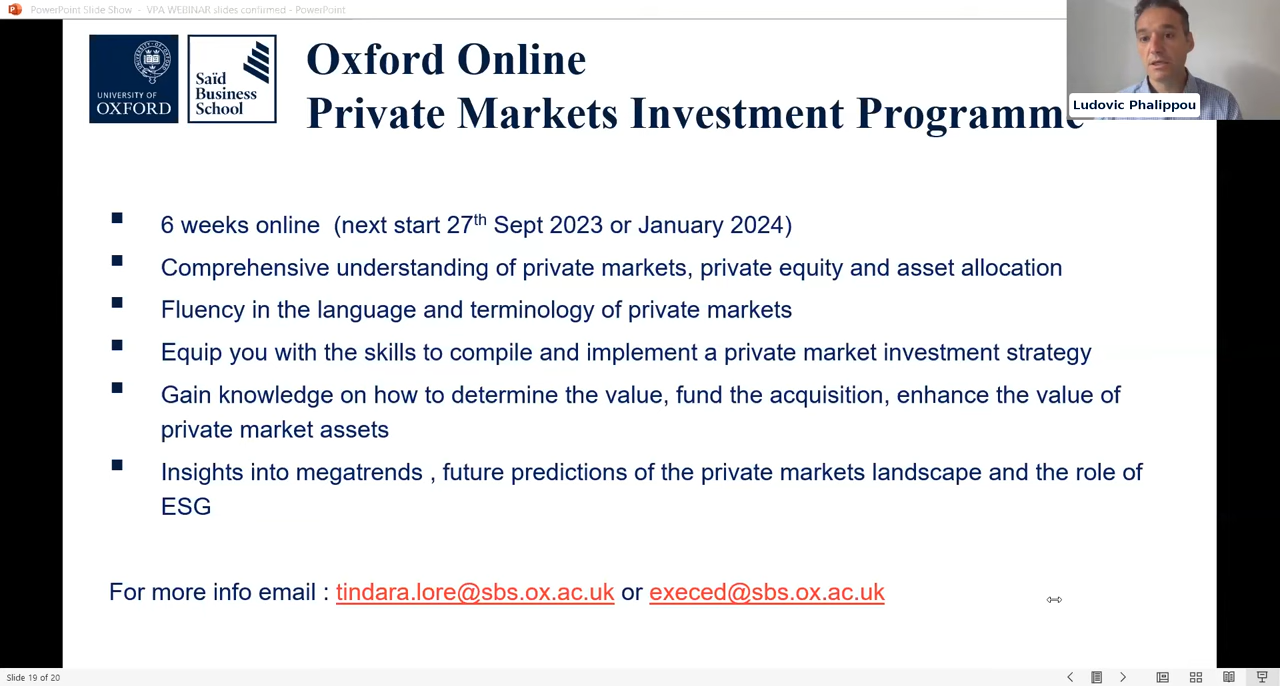 PowerPoint Slide Show - VPA WEBINAR slides confirmed - PowerPoint
UNIVERSITY OF
OXFORD
Saïd
Business
School
Oxford Online
Private Markets Investment Programme
Ludovic Phalippou
6 weeks online (next start 27th Sept 2023 or January 2024)
Comprehensive understanding of private markets, private equity and asset allocation
Fluency in the language and terminology of private markets
Equip you with the skills to compile and implement a private market investment strategy
Gain knowledge on how to determine the value, fund the acquisition, enhance the value of
private market assets
Insights into megatrends , future predictions of the private markets landscape and the role of
ESG
For more info email : tindara.lore@sbs.ox.ac.uk or execed@sbs.ox.ac.uk
Slide 19 of 20